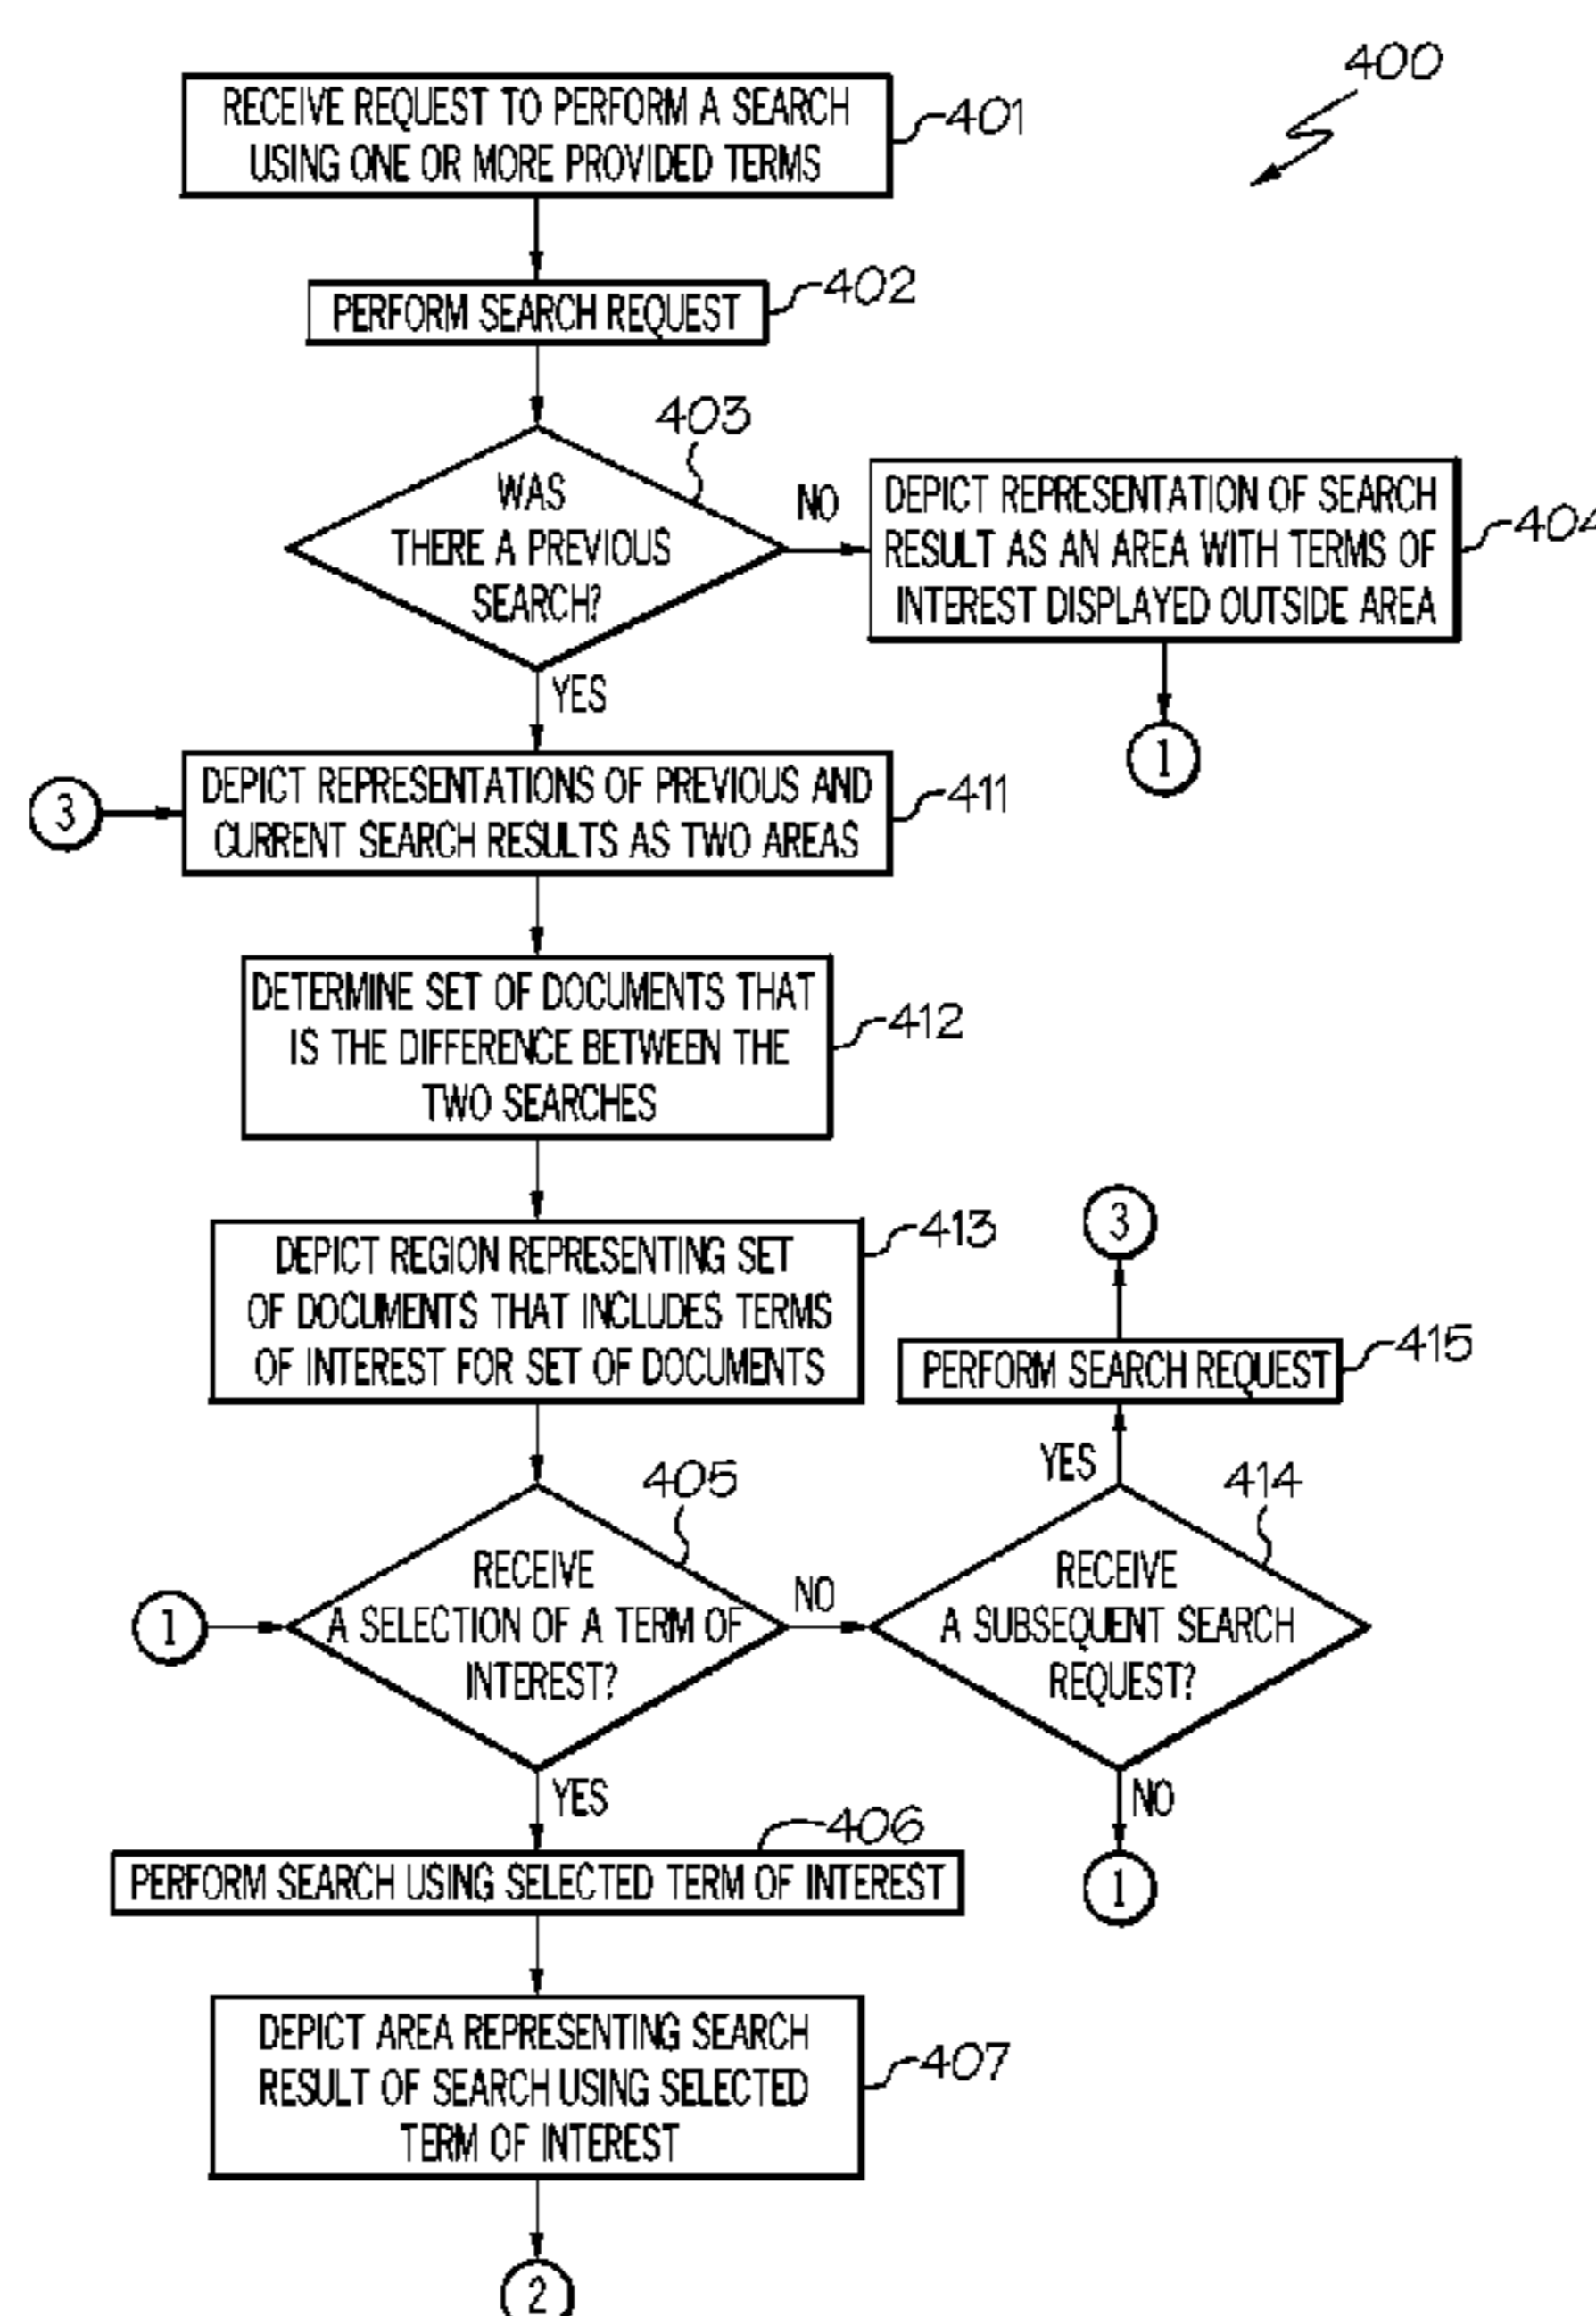 400
RECEIVE REQUEST TO PERFORM A SEARCH
USING ONE OR MORE PROVIDED TERMS
401
PERFORM SEARCH REQUEST
402
403
WAS
THERE A PREVIOUS
SEARCH?
NO
DEPICT REPRESENTATION OF SEARCH
RESULT AS AN AREA WITH TERMS OF
INTEREST DISPLAYED OUTSIDE AREA
404
1
YES
3
DEPICT REPRESENTATIONS OF PREVIOUS AND
CURRENT SEARCH RESULTS AS TWO AREAS
411
DETERMINE SET OF DOCUMENTS THAT
IS THE DIFFERENCE BETWEEN THE
TWO SEARCHES
412
DEPICT REGION REPRESENTING SET
OF DOCUMENTS THAT INCLUDES TERMS
OF INTEREST FOR SET OF DOCUMENTS
413
3
PERFORM SEARCH REQUEST
415
YES
405
414
1
RECEIVE
A SELECTION OF A TERM OF
INTEREST?
NO
RECEIVE
A SUBSEQUENT SEARCH
REQUEST?
YES
NO
1
406
PERFORM SEARCH USING SELECTED TERM OF INTEREST
DEPICT AREA REPRESENTING SEARCH
RESULT OF SEARCH USING SELECTED
TERM OF INTEREST
407
2